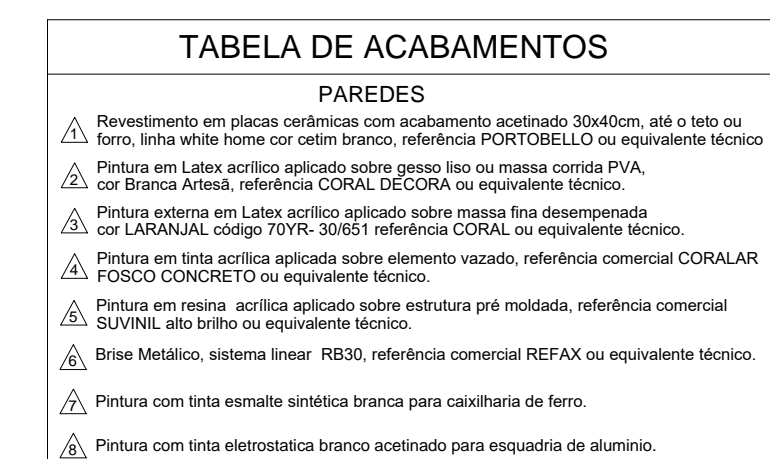 TABELA DE ACABAMENTOS
PAREDES
1 Revestimento em placas cerâmicas com acabamento acetinado 30x40cm, até o teto ou
forro, linha white home cor cetim branco, referência PORTOBELLO ou equivalente técnico
2 Pintura em Latex acrílico aplicado sobre gesso liso ou massa corrida PVA,
cor Branca Artesã, referência CORAL DECORA ou equivalente técnico.
3 Pintura externa em Latex acrílico aplicado sobre massa fina desempenada
cor LARANJAL código 70YR- 30/651 referência CORAL ou equivalente técnico.
4 Pintura em tinta acrílica aplicada sobre elemento vazado, referência comercial CORALAR
FOSCO CONCRETO ou equivalente técnico.
5 Pintura em resina acrílica aplicado sobre estrutura pré moldada, referência comercial
SUVINIL alto brilho ou equivalente técnico.
6 Brise Metálico, sistema linear RB30, referência comercial REFAX ou equivalente técnico.
7 Pintura com tinta esmalte sintética branca para caixilharia de ferro.
8 Pintura com tinta eletrostatica branco acetinado para esquadria de aluminio.